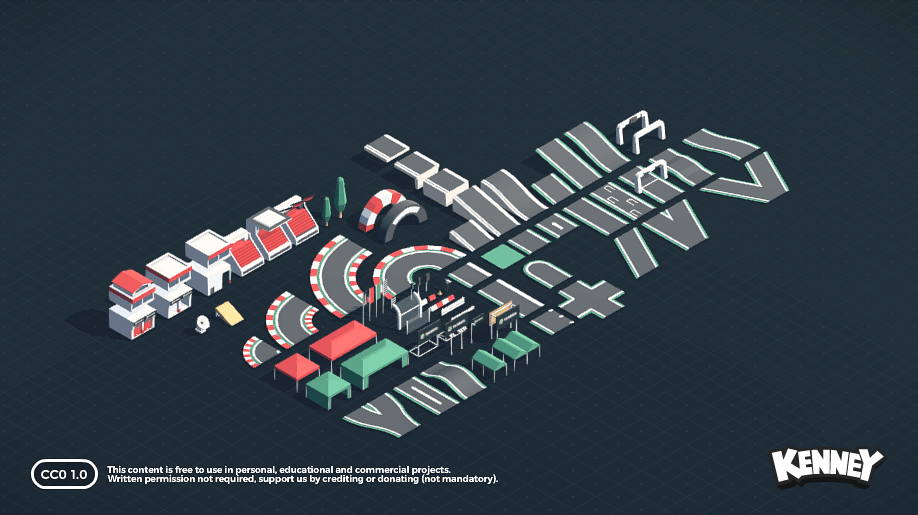 CC0 1.0
This content is free to use in personal, educational and commercial projects.
Written permission not required, support us by crediting or donating (not mandatory).
KENNEY